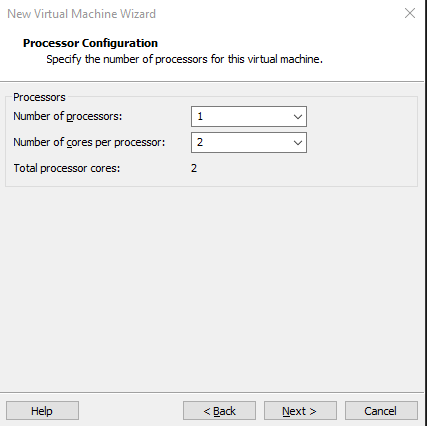 New Virtual Machine Wizard
Processor Configuration
Specify the number of processors for this virtual machine.
Processors
Number of processors: 1
Number of cores per processor: 2
Total processor cores: 2
Help < Back Next > Cancel